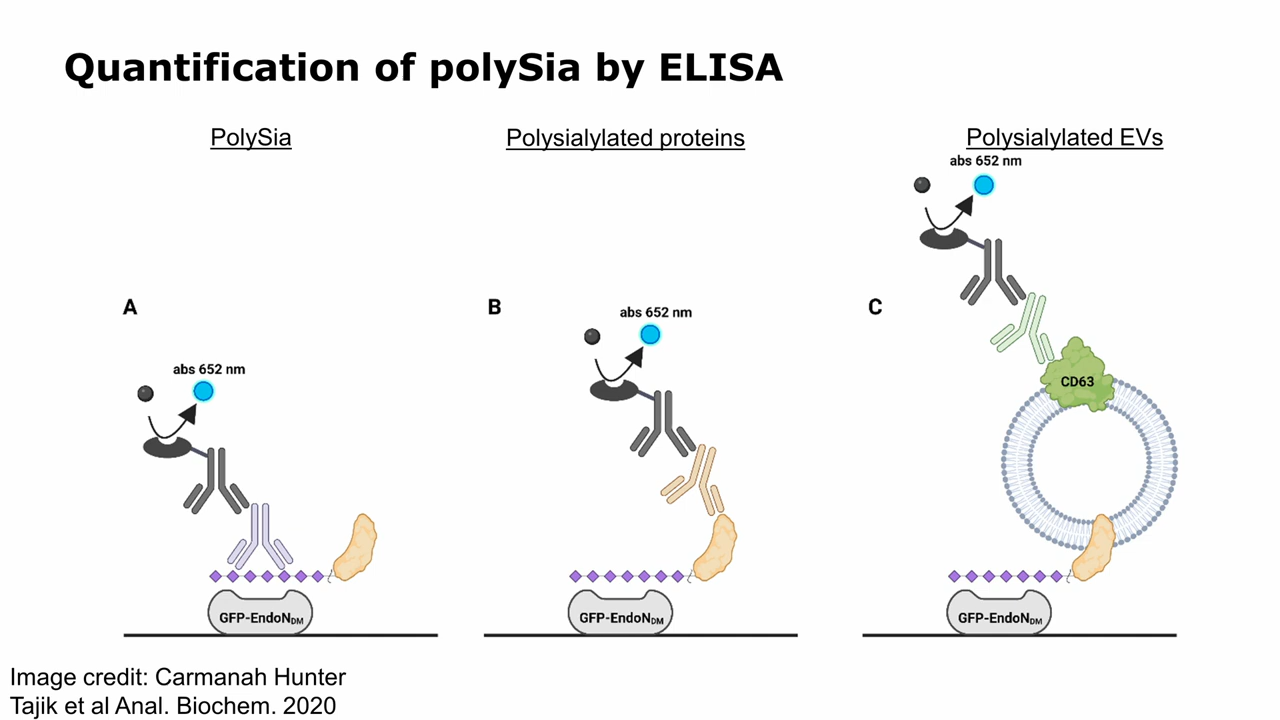 Quantification of polySia by ELISA
PolySia
Polysialylated proteins
Polysialylated EVs
A
abs 652 nm
GFP-EndoNDM
B
abs 652 nm
GFP-EndoNDM
C
abs 652 nm
CD63
GFP-EndoNDM
Image credit: Carmanah Hunter
Tajik et al Anal. Biochem. 2020